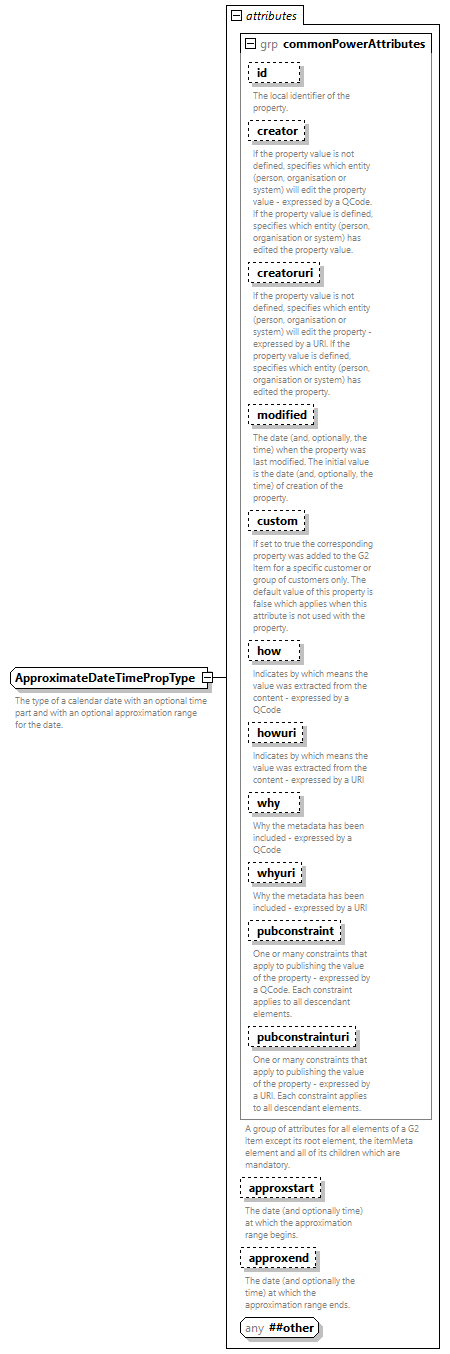 attributes
grp commonPowerAttributes
id
The local identifier of the
property.
creator
If the property value is not
defined, specifies which entity
(person, organisation or
system) will edit the property
value - expressed by a QCode.
If the property value is defined,
specifies which entity (person,
organisation or system) has
edited the property value.
creatoruri
If the property value is not
defined, specifies which entity
(person, organisation or
system) will edit the property -
expressed by a URI. If the
property value is defined,
specifies which entity (person,
organisation or system) has
edited the property.
modified
The date (and, optionally, the
time) when the property was
last modified. The initial value
is the date (and, optionally, the
time) of creation of the
property.
custom
If set to true the corresponding
property was added to the G2
Item for a specific customer or
group of customers only. The
default value of this property is
false which applies when this
attribute is not used with the
property.
how
Indicates by which means the
value was extracted from the
content - expressed by a
QCode
howuri
Indicates by which means the
value was extracted from the
content - expressed by a URI
why
Why the metadata has been
included - expressed by a
QCode
whyuri
Why the metadata has been
included - expressed by a URI
pubconstraint
One or many constraints that
apply to publishing the value
of the property - expressed by
a QCode. Each constraint
applies to all descendant
elements.
pubconstrainturi
One or many constraints that
apply to publishing the value
of the property - expressed by
a URI. Each constraint applies
to all descendant elements.
A group of attributes for all elements of a G2
Item except its root element, the itemMeta
element and all of its children which are
mandatory.
approxstart
The date (and optionally time)
at which the approximation
range begins.
approxend
The date (and optionally the
time) at which the
approximation range ends.
any ##other
ApproximateDateTimePropType
The type of a calendar date with an optional time
part and with an optional approximation range
for the date.